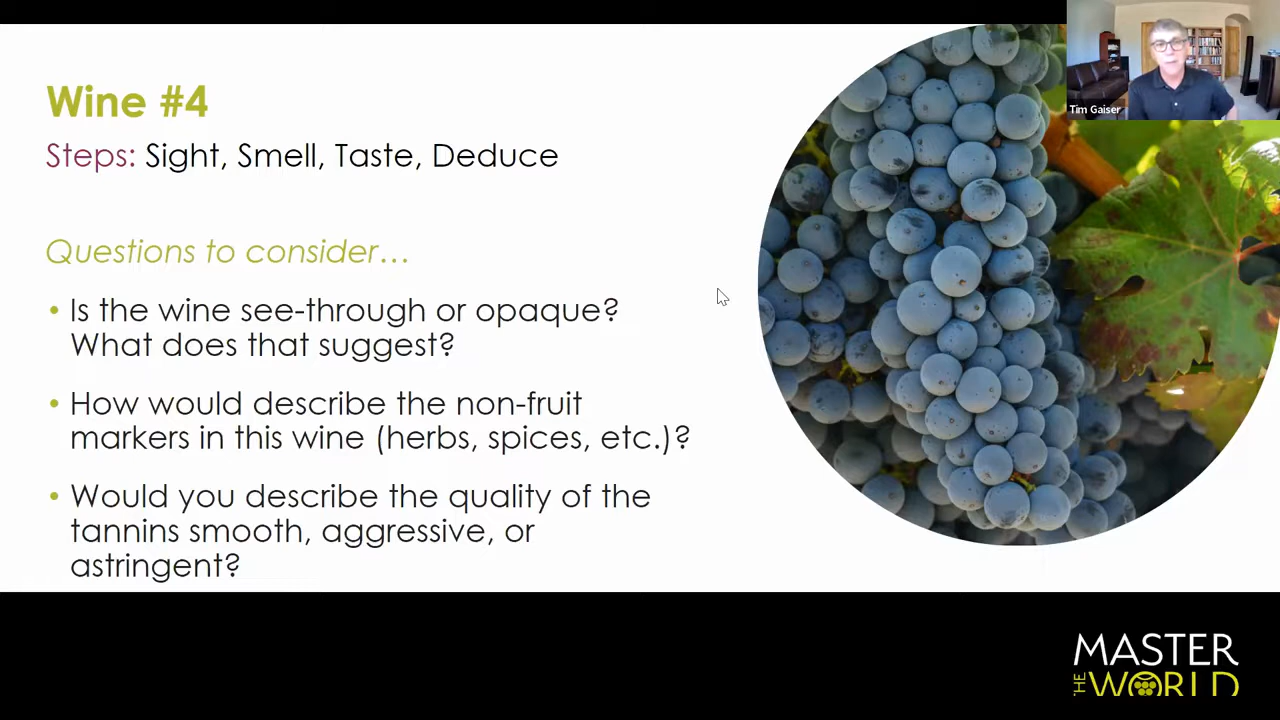 Wine #4
Steps: Sight, Smell, Taste, Deduce
Questions to consider…
• Is the wine see-through or opaque?
What does that suggest?
• How would describe the non-fruit
markers in this wine (herbs, spices, etc.)?
• Would you describe the quality of the
tannins smooth, aggressive, or
astringent?
Tim Gaiser
MASTER
THE WORLD